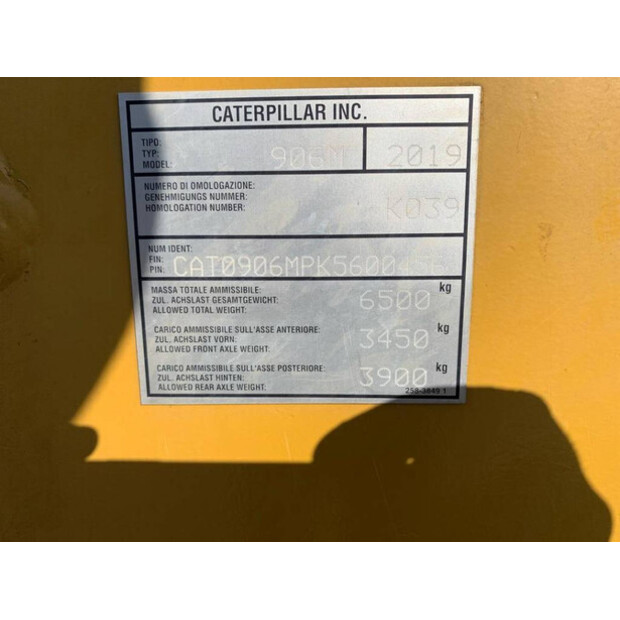 CATERPILLAR INC.
TIPO:
TYP:
MODEL: 906M 2019
NUMERO DI OMOLOGAZIONE:
GENEHMIGUNGS NUMMER:
HOMOLOGATION NUMBER: K039
NUM IDENT:
FIN:
PIN:
MASSA TOTALE AMMISSIBILE:
ZUL. ACHSLAST GESAMTGEWICHT: 6500 kg
ALLOWED TOTAL WEIGHT:
CARICO AMMISSIBILE SULL'ASSE ANTERIORE:
ZUL. ACHSLAST VORN: 3450 kg
ALLOWED FRONT AXLE WEIGHT:
CARICO AMMISSIBILE SULL'ASSE POSTERIORE:
ZUL. ACHSLAST HINTEN: 3900 kg
ALLOWED REAR AXLE WEIGHT: